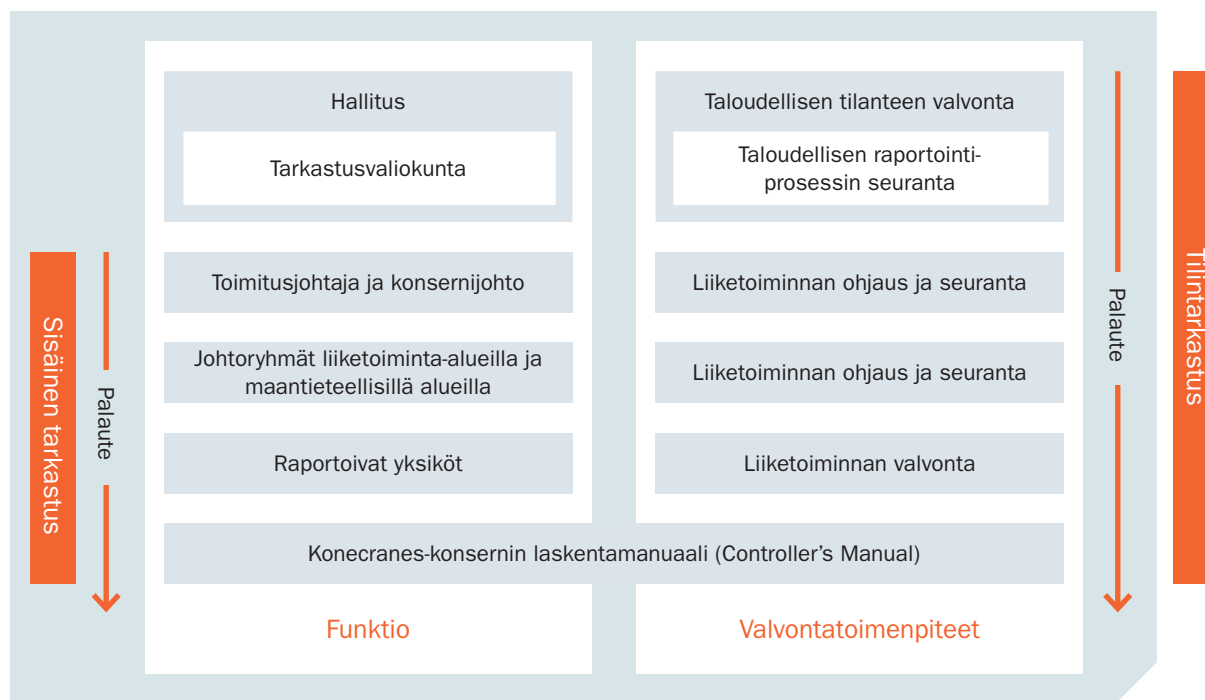 Hallitus
Tarkastusvaliokunta
Toimitusjohtaja ja konsernijohto
Johtoryhmät liiketoiminta-alueilla ja
maantieteellisillä alueilla
Raportoivat yksiköt
Taloudellisen tilanteen valvonta
Taloudellisen raportointi-
prosessin seuranta
Liiketoiminnan ohjaus ja seuranta
Liiketoiminnan ohjaus ja seuranta
Liiketoiminnan valvonta
Konecranes-konsernin laskentamanuaali (Controller's Manual)
Funktio
Valvontatoimenpiteet
Sisäinen tarkastus
Palaute
Palaute
Tilintarkastus